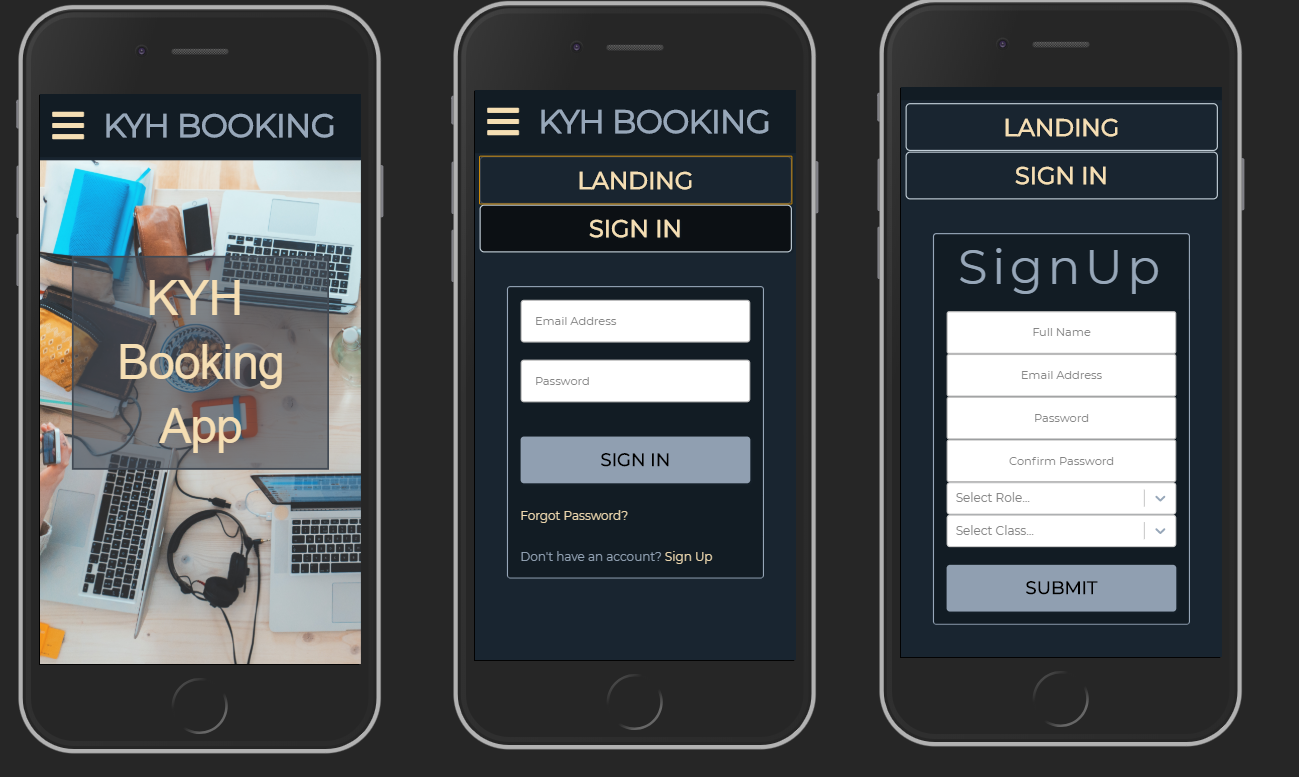 KYH BOOKING
KYH
Booking
App
KYH BOOKING
LANDING
SIGN IN
Email Address
Password
SIGN IN
Forgot Password?
Don't have an account? Sign Up
LANDING
SIGN IN
SignUp
Full Name
Email Address
Password
Confirm Password
Select Role...
Select Class...
SUBMIT